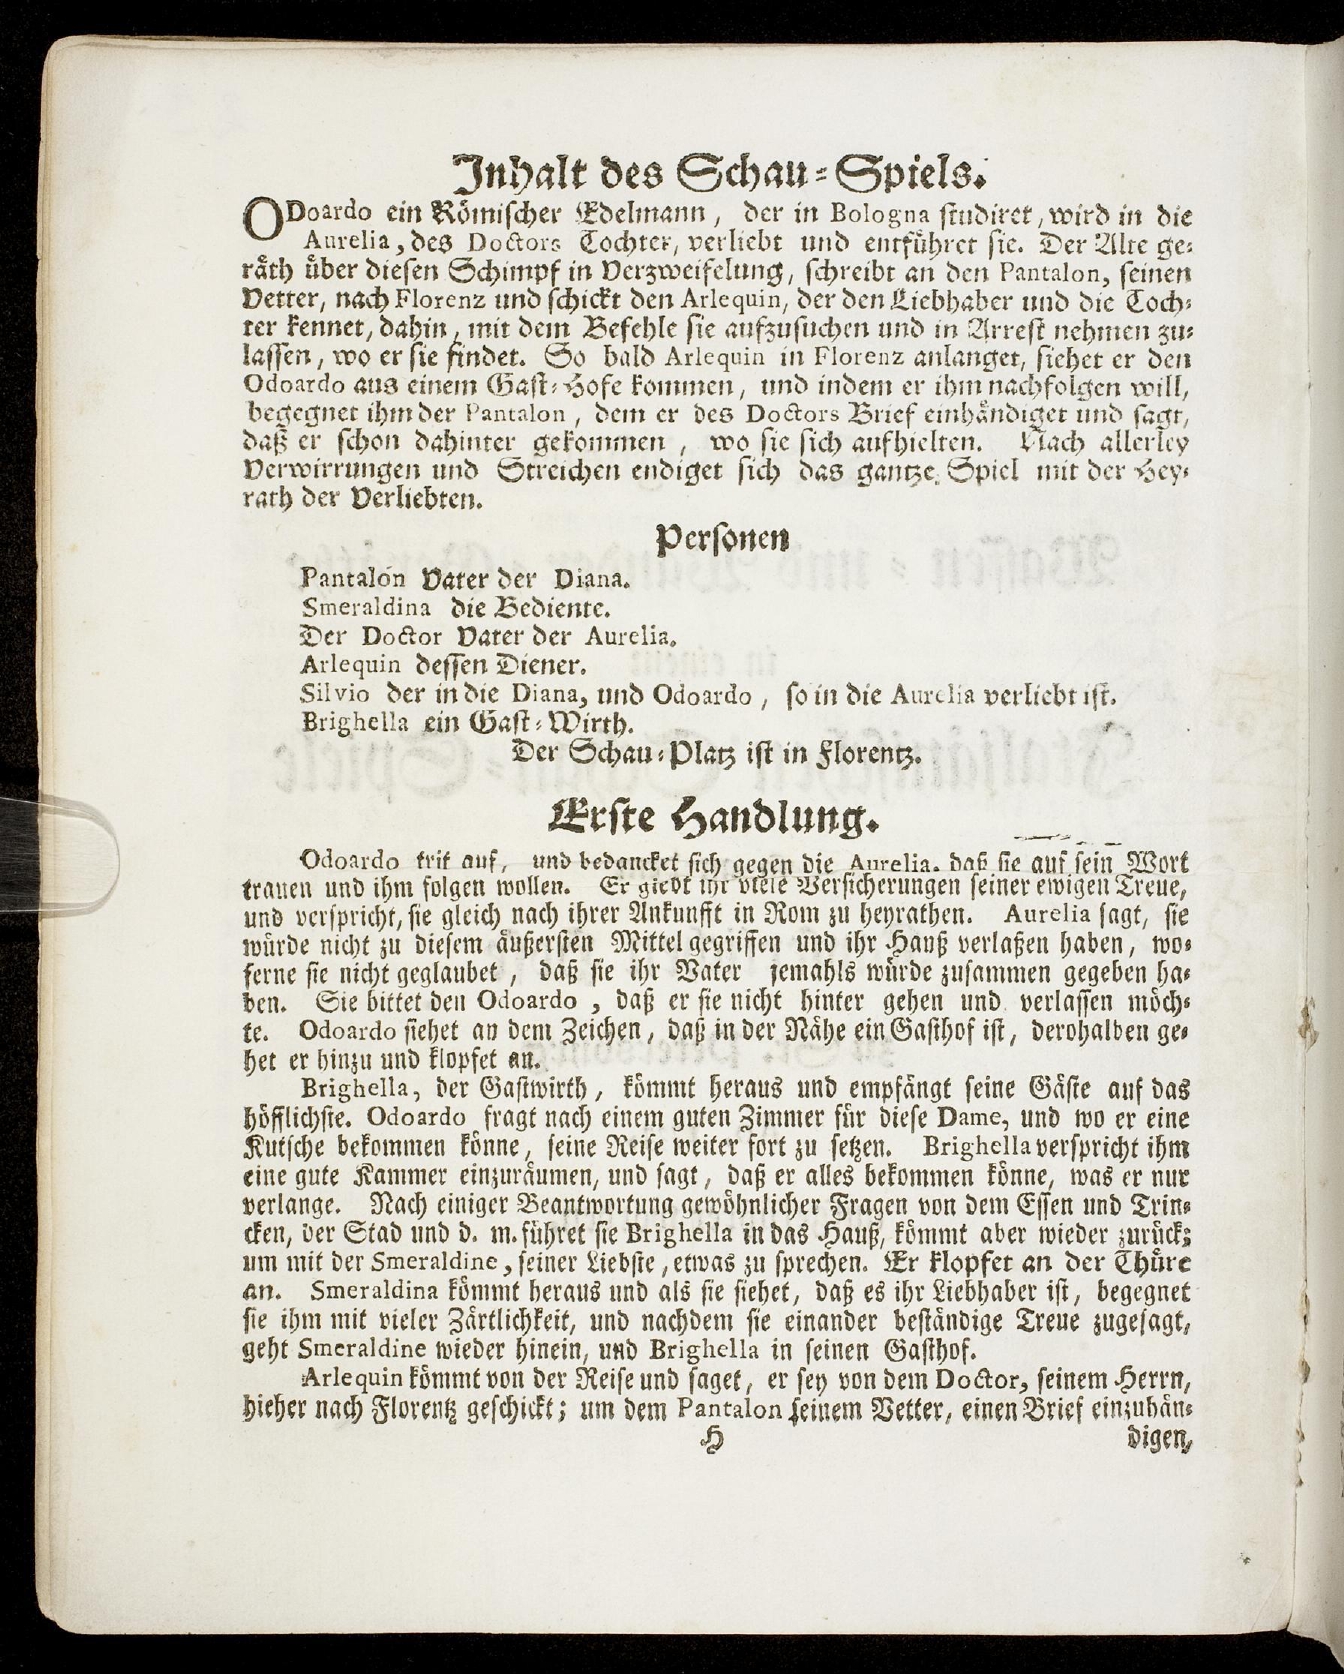 Inhalt des Schau-Spiels.
ODoardo ein Römischer Edelmann, der in Bologna studiret, wird in die
Aurelia, des Doctors Tochter, verliebt und entführet sie. Der Alte ge-
räth über diesen Schimpf in Verzweifelung, schreibt an den Pantalon, seinen
Vetter, nach Florenz und schickt den Arlequin, der den Liebhaber und die Toch-
ter kennet, dahin, mit dem Befehle sie aufzusuchen und in Arrest nehmen zu-
lassen, wo er sie findet. So bald Arlequin in Florenz anlanget, siehet er den
Odoardo aus einem Gast-Hofe kommen, und indem er ihm nachfolgen will,
begegnet ihm der Pantalon, dem er des Doctors Brief einhändiget und sagt,
daß er schon dahinter gekommen, wo sie sich aufhielten. Nach allerley
Verwirrungen und Streichen endiget sich das gantze Spiel mit der Hey-
rath der Verliebten.
Personen
Pantalon Vater der Diana.
Smeraldina die Bediente.
Der Doctor Vater der Aurelia.
Arlequin dessen Diener.
Silvio der in die Diana, und Odoardo, so in die Aurelia verliebt ist.
Brighella ein Gast-Wirth.
Der Schau-Platz ist in Florentz.
Erste Handlung.
Odoardo trit auf, und bedancket sich gegen die Aurelia, daß sie auf sein Wort
trauen und ihm folgen wollen. Er giebt ihr viele Versicherungen seiner ewigen Treue,
und verspricht, sie gleich nach ihrer Ankunfft in Rom zu heyrathen. Aurelia sagt, sie
würde nicht zu diesem äußersten Mittel gegriffen und ihr Hauß verlaßen haben, wo-
ferne sie nicht geglaubet, daß sie ihr Vater jemahls würde zusammen gegeben ha-
ben. Sie bittet den Odoardo, daß er sie nicht hinter gehen und verlassen möch-
te. Odoardo siehet an dem Zeichen, daß in der Nähe ein Gasthof ist, derohalben ge-
het er hinzu und klopfet an.
Brighella, der Gastwirth, kömmt heraus und empfängt seine Gäste auf das
höfflichste. Odoardo fragt nach einem guten Zimmer für diese Dame, und wo er eine
Kutsche bekommen könne, seine Reise weiter fort zu setzen. Brighella verspricht ihm
eine gute Kammer einzuräumen, und sagt, daß er alles bekommen könne, was er nur
verlange. Nach einiger Beantwortung gewöhnlicher Fragen von dem Essen und Trin-
cken, der Stad und d. m. führet sie Brighella in das Hauß, kömmt aber wieder zurück;
um mit der Smeraldine, seiner Liebste, etwas zu sprechen. Er klopfet an der Thüre
an. Smeraldina kömmt heraus und als sie siehet, daß es ihr Liebhaber ist, begegnet
sie ihm mit vieler Zärtlichkeit, und nachdem sie einander beständige Treue zugesagt,
geht Smeraldine wieder hinein, und Brighella in seinen Gasthof.
Arlequin kömmt von der Reise und saget, er sey von dem Doctor, seinem Herrn,
hieher nach Florentz geschickt; um dem Pantalon seinem Vetter, einen Brief einzuhän-
H digen,